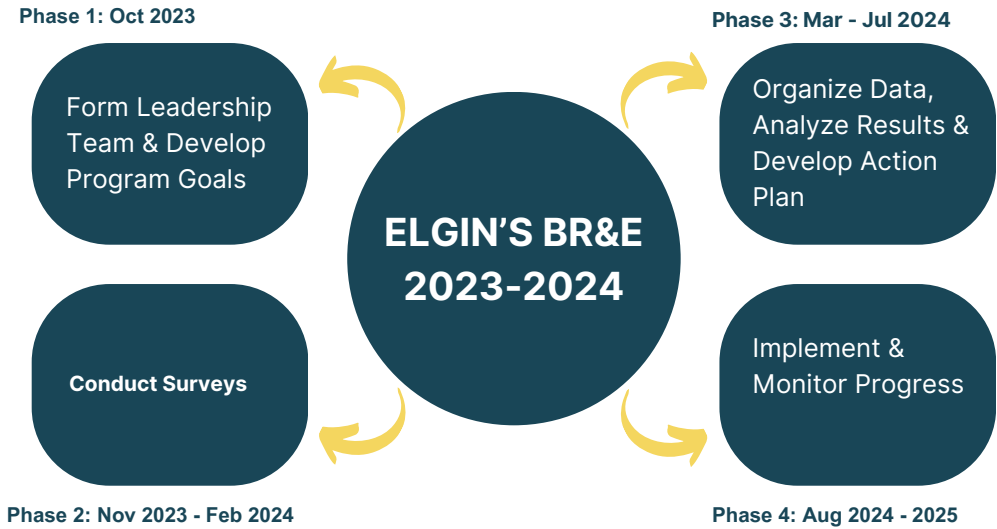 Phase 1: Oct 2023
Form Leadership
Team & Develop
Program Goals
Conduct Surveys
Phase 2: Nov 2023 - Feb 2024
ELGIN’S BR&E
2023-2024
Phase 3: Mar - Jul 2024
Organize Data,
Analyze Results &
Develop Action
Plan
Implement &
Monitor Progress
Phase 4: Aug 2024 - 2025